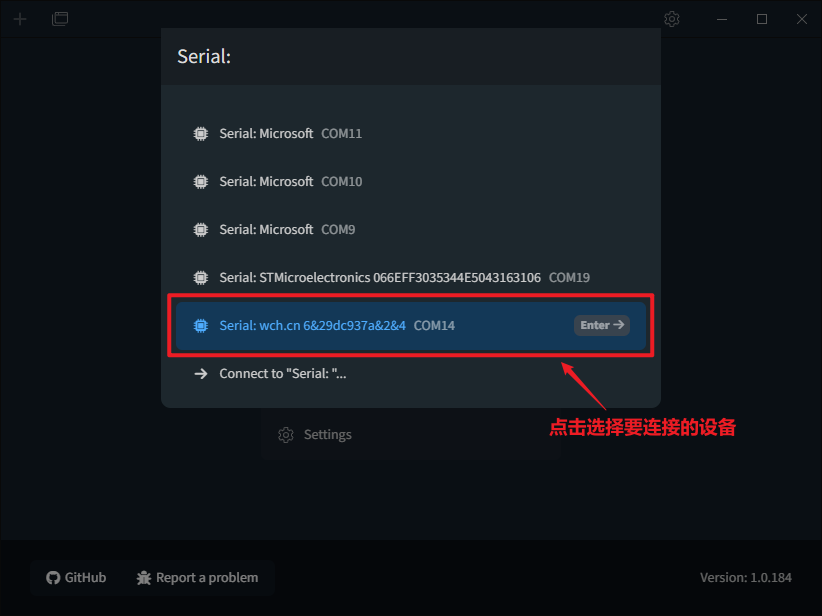 Serial:
Serial: Microsoft COM11
Serial: Microsoft COM10
Serial: Microsoft COM9
Serial: STMicroelectronics 066EFF3035344E5043163106 COM19
Serial: wch.cn 6&29dc937a&2&4 COM14 Enter →
→ Connect to "Serial: "...
点击选择要连接的设备
Settings
GitHub Report a problem Version: 1.0.184